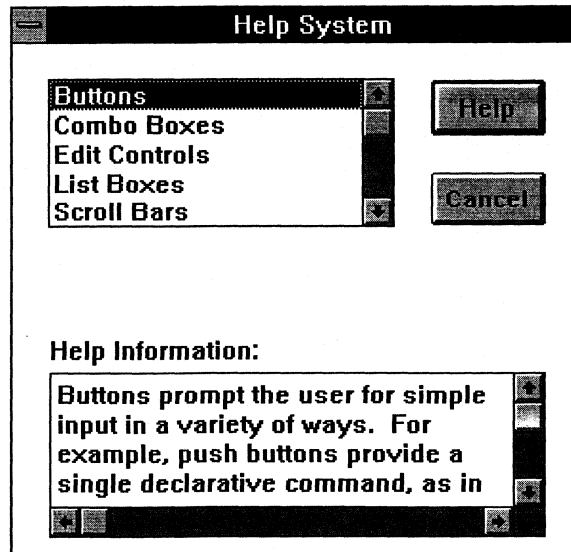 Help System
Buttons
Combo Boxes
Edit Controls
List Boxes
Scroll Bars
Help
Cancel
Help Information:
Buttons prompt the user for simple
input in a variety of ways. For
example, push buttons provide a
single declarative command, as in